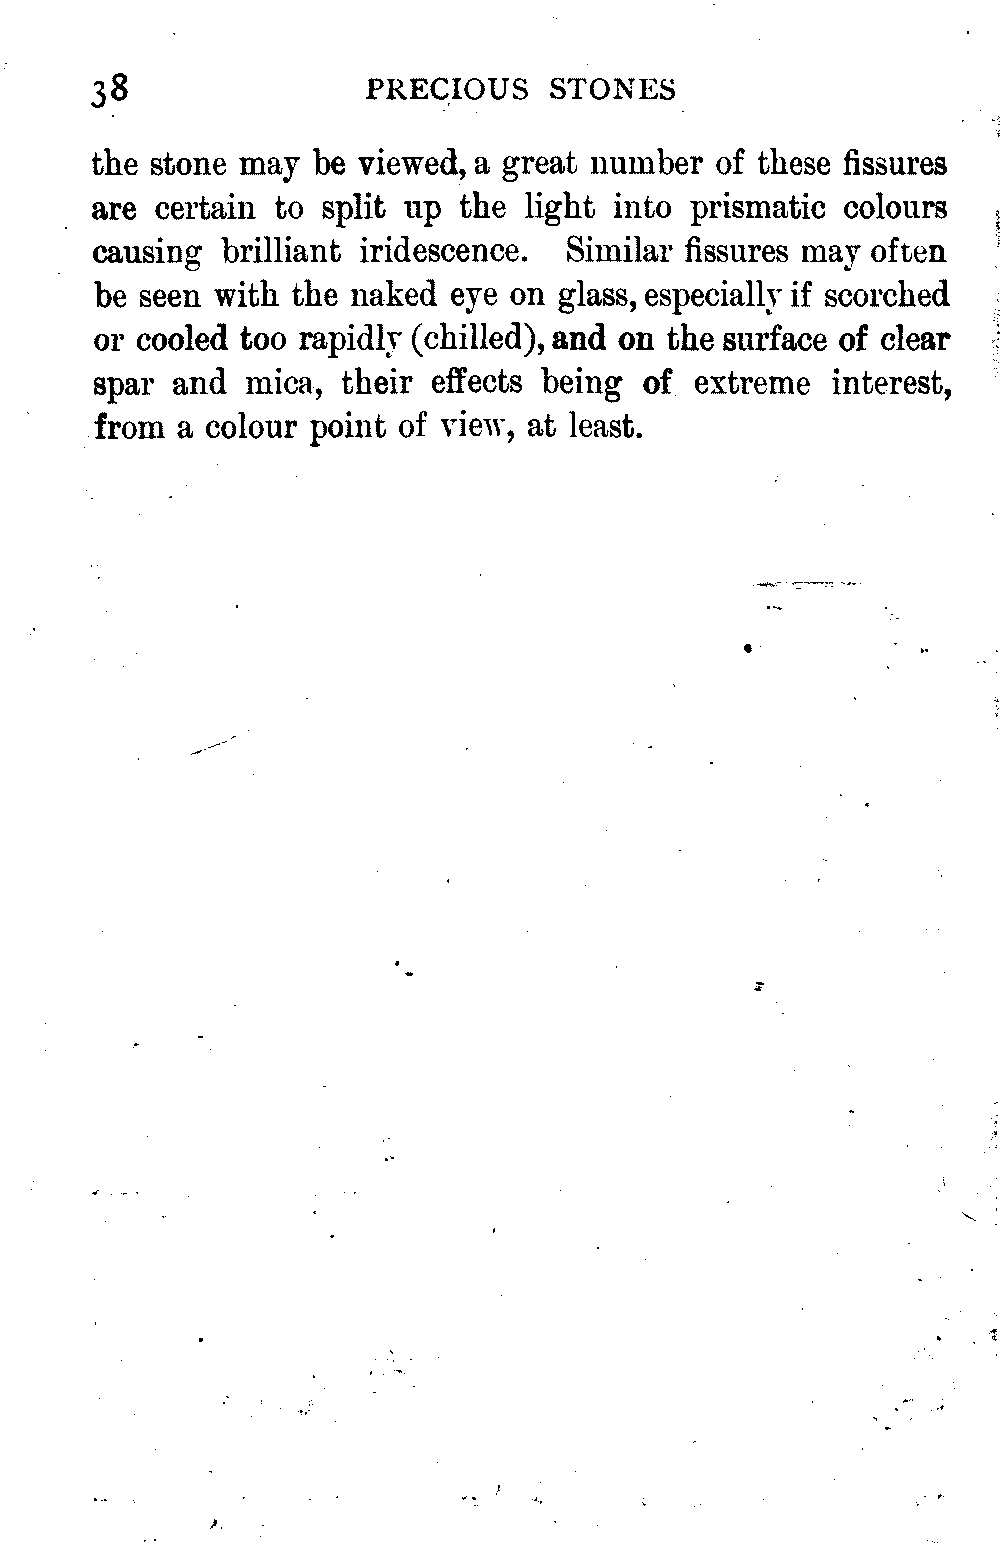 38 PRECIOUS STONES
the stone may be viewed, a great number of these fissures
are certain to split up the light into prismatic colours
causing brilliant iridescence. Similar fissures may often
be seen with the naked eye on glass, especially if scorched
or cooled too rapidly (chilled), and on the surface of clear
spar and mica, their effects being of extreme interest,
from a colour point of view, at least.